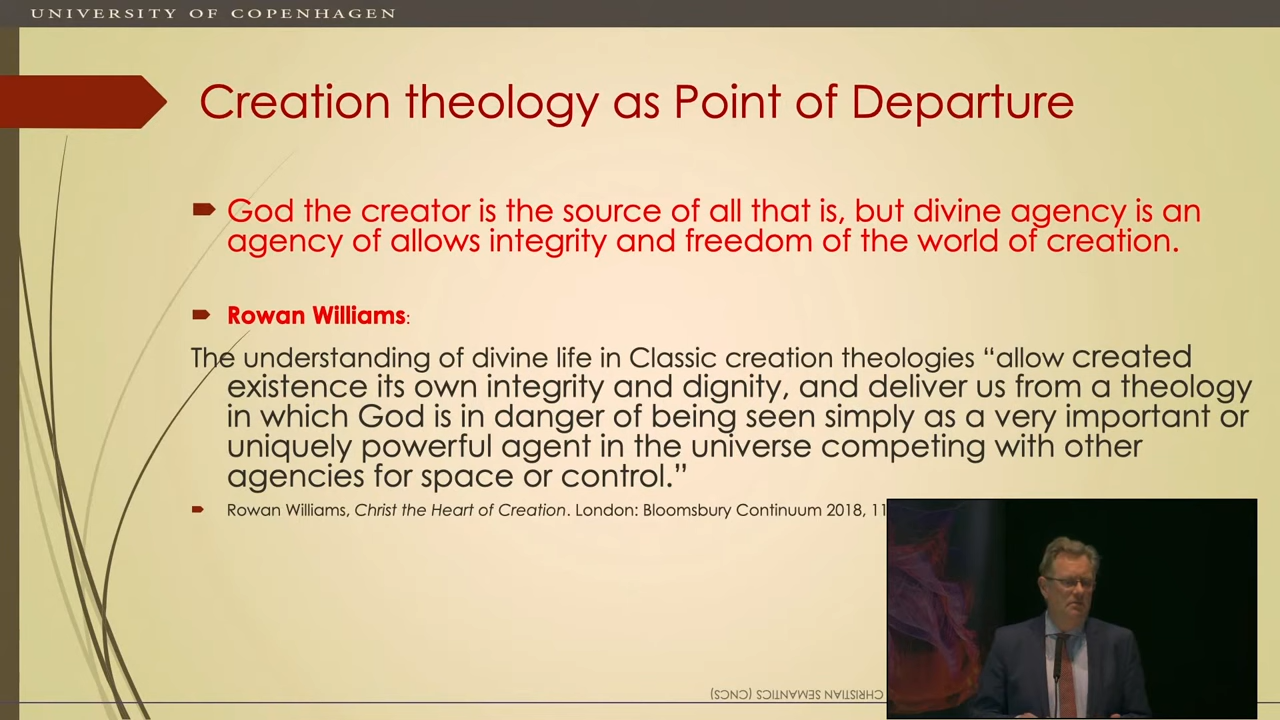 UNIVERSITY OF COPENHAGEN
Creation theology as Point of Departure
God the creator is the source of all that is, but divine agency is an
agency of allows integrity and freedom of the world of creation.
Rowan Williams:
The understanding of divine life in Classic creation theologies “allow created
existence its own integrity and dignity, and deliver us from a theology
in which God is in danger of being seen simply as a very important or
uniquely powerful agent in the universe competing with other
agencies for space or control.”
Rowan Williams, Christ the Heart of Creation. London: Bloomsbury Continuum 2018, 11
CHRISTIAN SEMANTICS (CNCS)